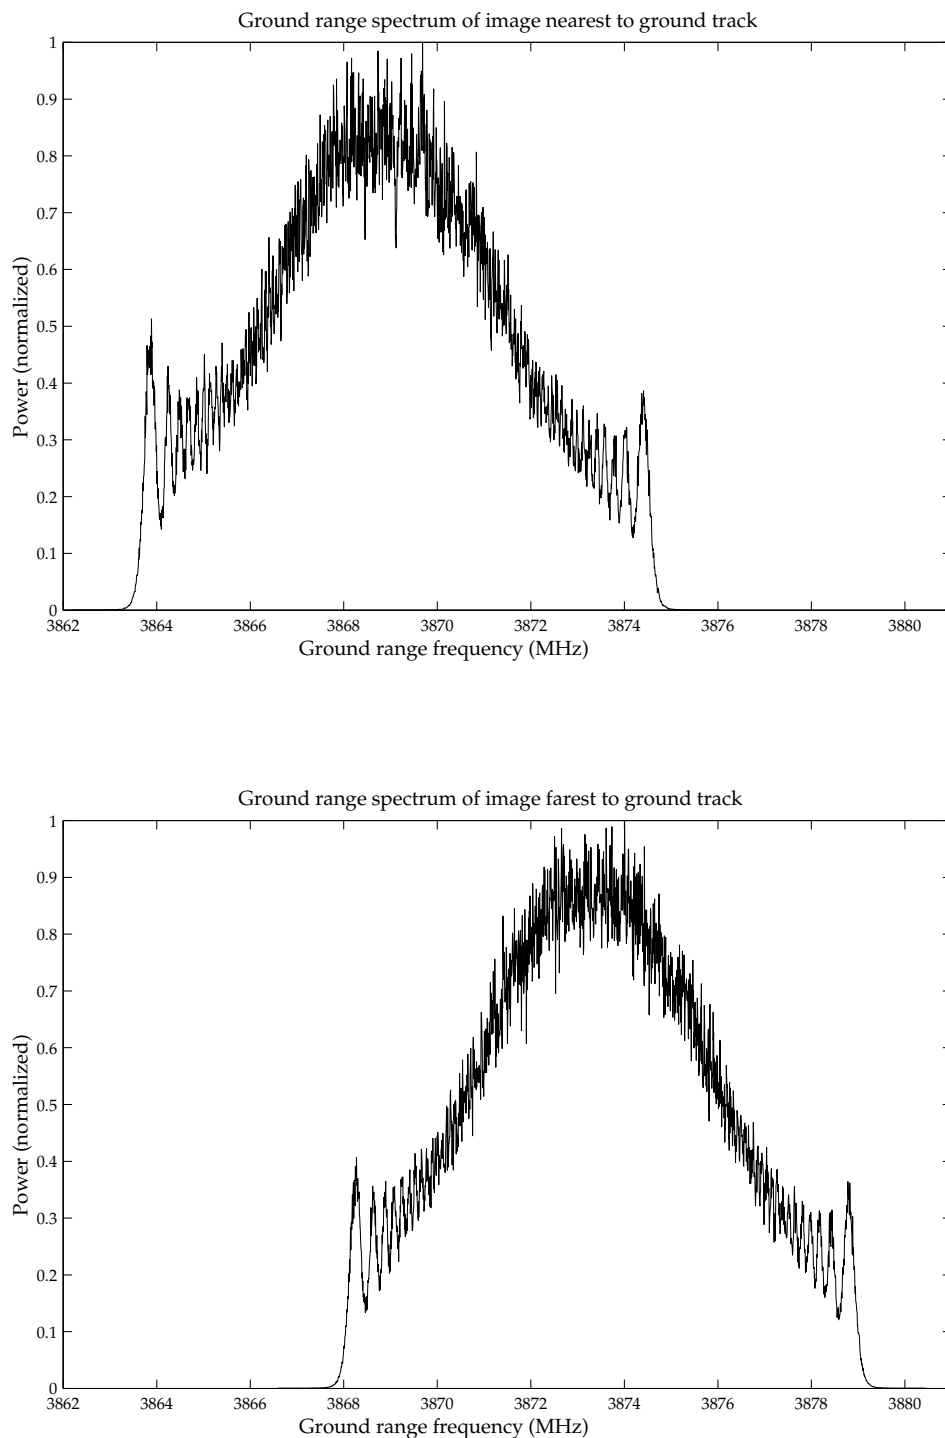 Ground range spectrum of image nearest to ground track
1
0.9
0.8
0.7
0.6
0.5
0.4
0.3
0.2
0.1
0
Power (normalized)
3862 3864 3866 3868 3870 3872 3874 3876 3878 3880
Ground range frequency (MHz)
Ground range spectrum of image farest to ground track
1
0.9
0.8
0.7
0.6
0.5
0.4
0.3
0.2
0.1
0
Power (normalized)
3862 3864 3866 3868 3870 3872 3874 3876 3878 3880
Ground range frequency (MHz)